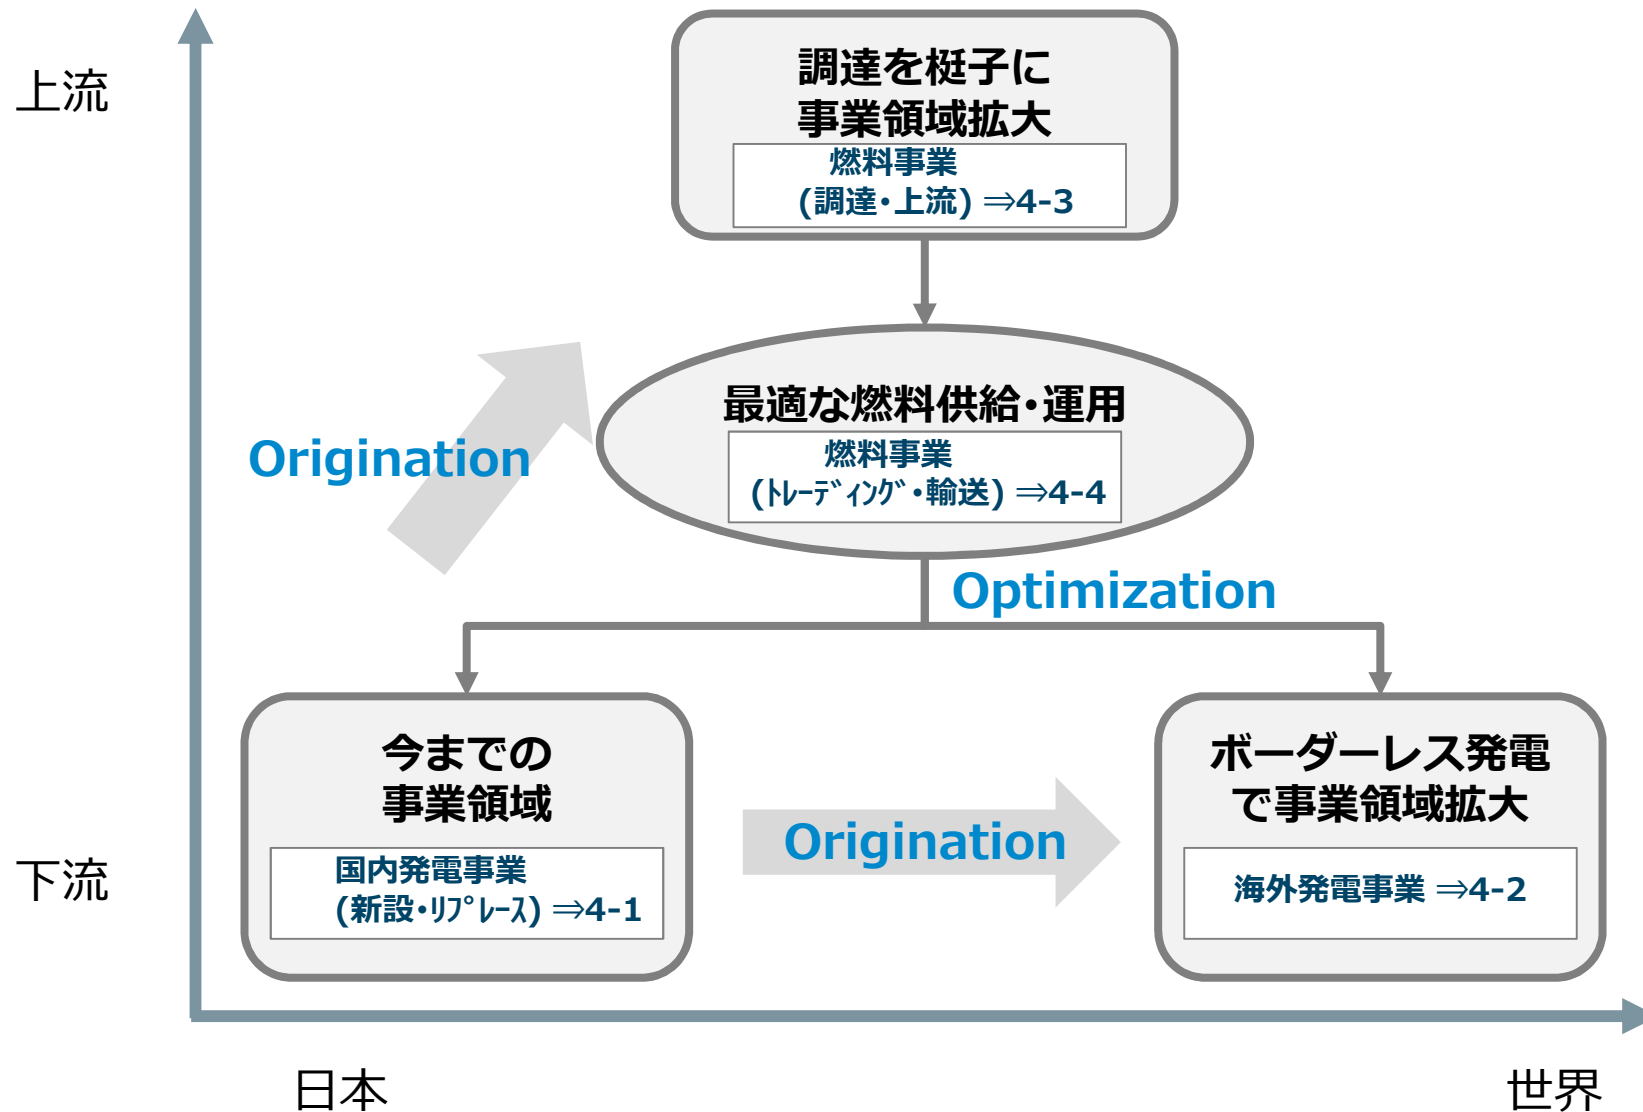 上流
調達を梃子に
事業領域拡大
燃料事業
(調達・上流) ⇒4-3
最適な燃料供給・運用
燃料事業
(ﾄﾚｰﾃﾞｨﾝｸﾞ・輸送) ⇒4-4
Origination
Optimization
今までの
事業領域
国内発電事業
(新設・ﾘﾌﾟﾚｰｽ) ⇒4-1
Origination
ボーダーレス発電
で事業領域拡大
海外発電事業 ⇒4-2
下流
日本
世界